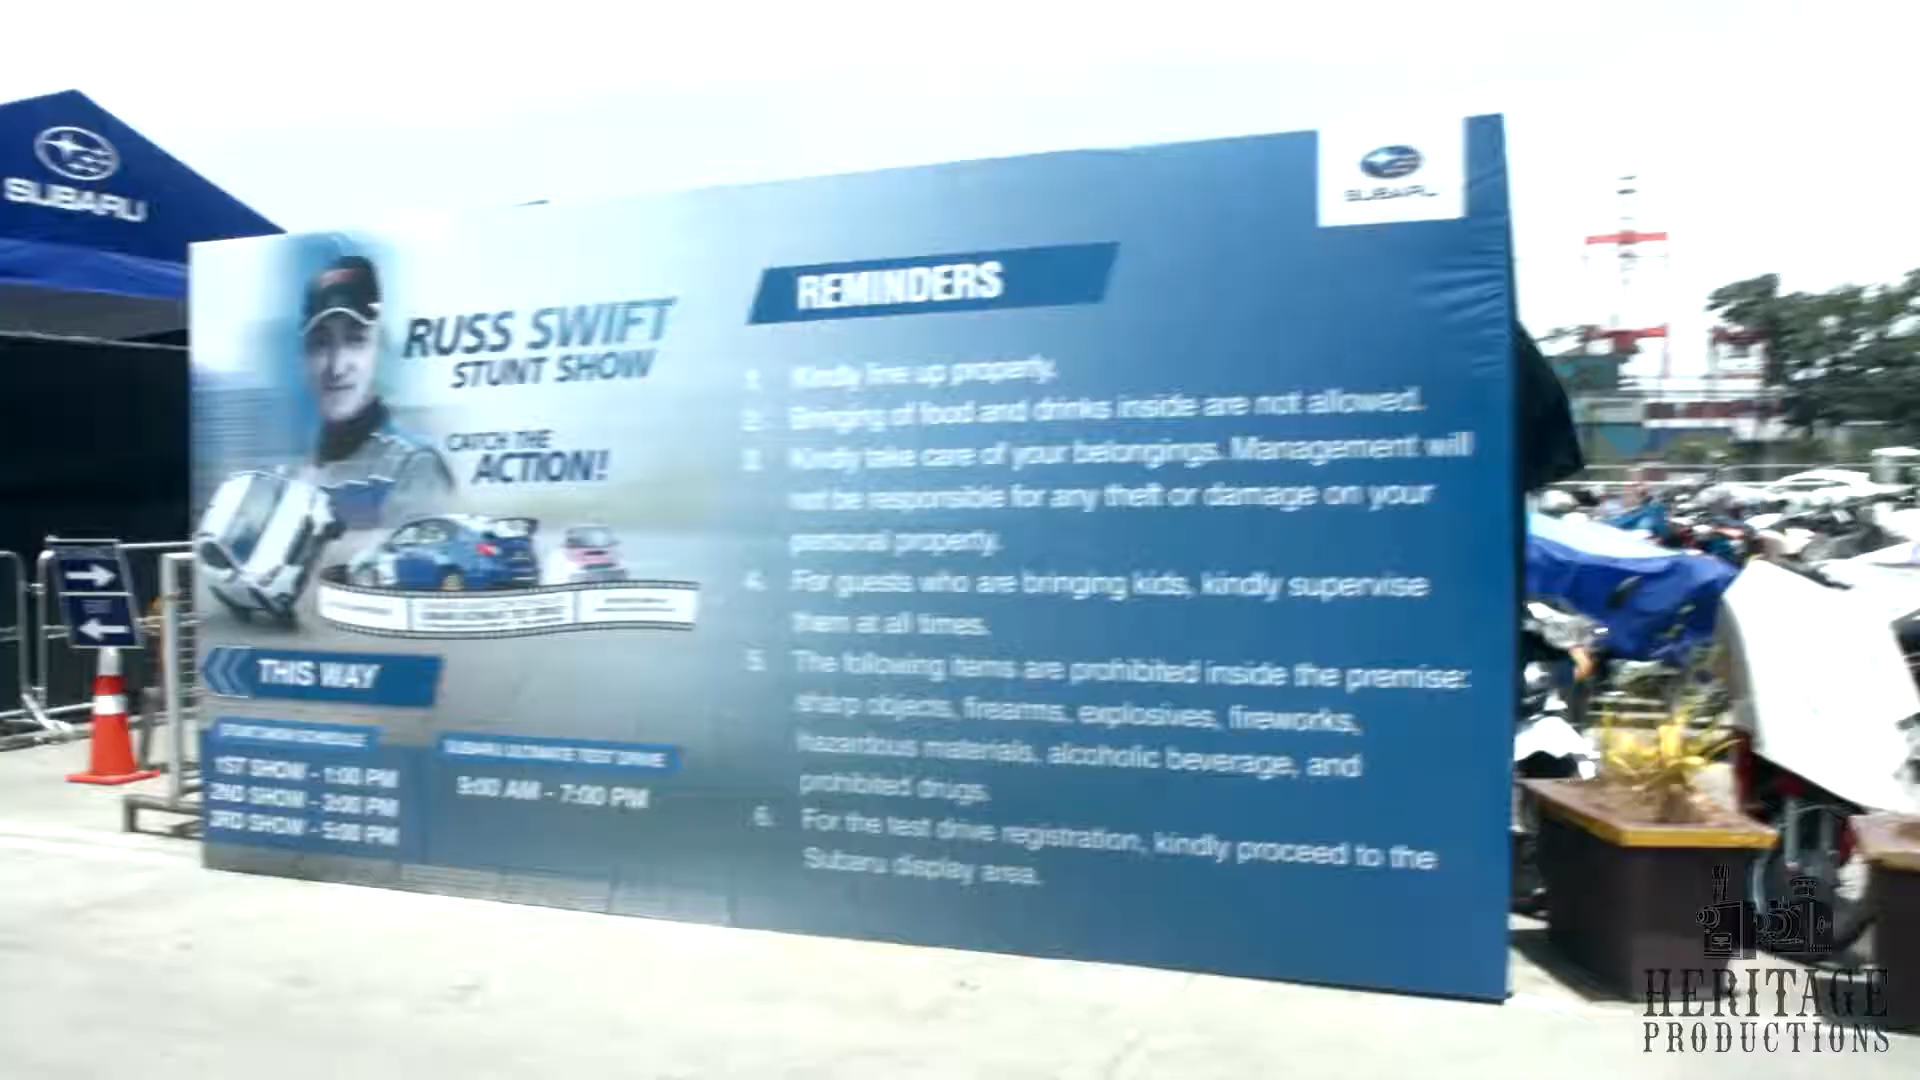 SUBARU
SUBARU
RUSS SWIFT
STUNT SHOW
CATCH THE
ACTION!
THIS WAY
1ST SHOW - 1:00 PM
2ND SHOW - 3:00 PM
3RD SHOW - 5:00 PM
SUBARU ULTIMATE TEST DRIVE
9:00 AM - 7:00 PM
REMINDERS
1. Kindly line up properly.
2. Bringing of food and drinks inside are not allowed.
3. Kindly take care of your belongings. Management will
not be responsible for any theft or damage on your
personal property.
4. For guests who are bringing kids, kindly supervise
them at all times.
5. The following items are prohibited inside the premise:
sharp objects, firearms, explosives, fireworks,
hazardous materials, alcoholic beverage, and
prohibited drugs.
6. For the test drive registration, kindly proceed to the
Subaru display area.
HERITAGE
PRODUCTIONS